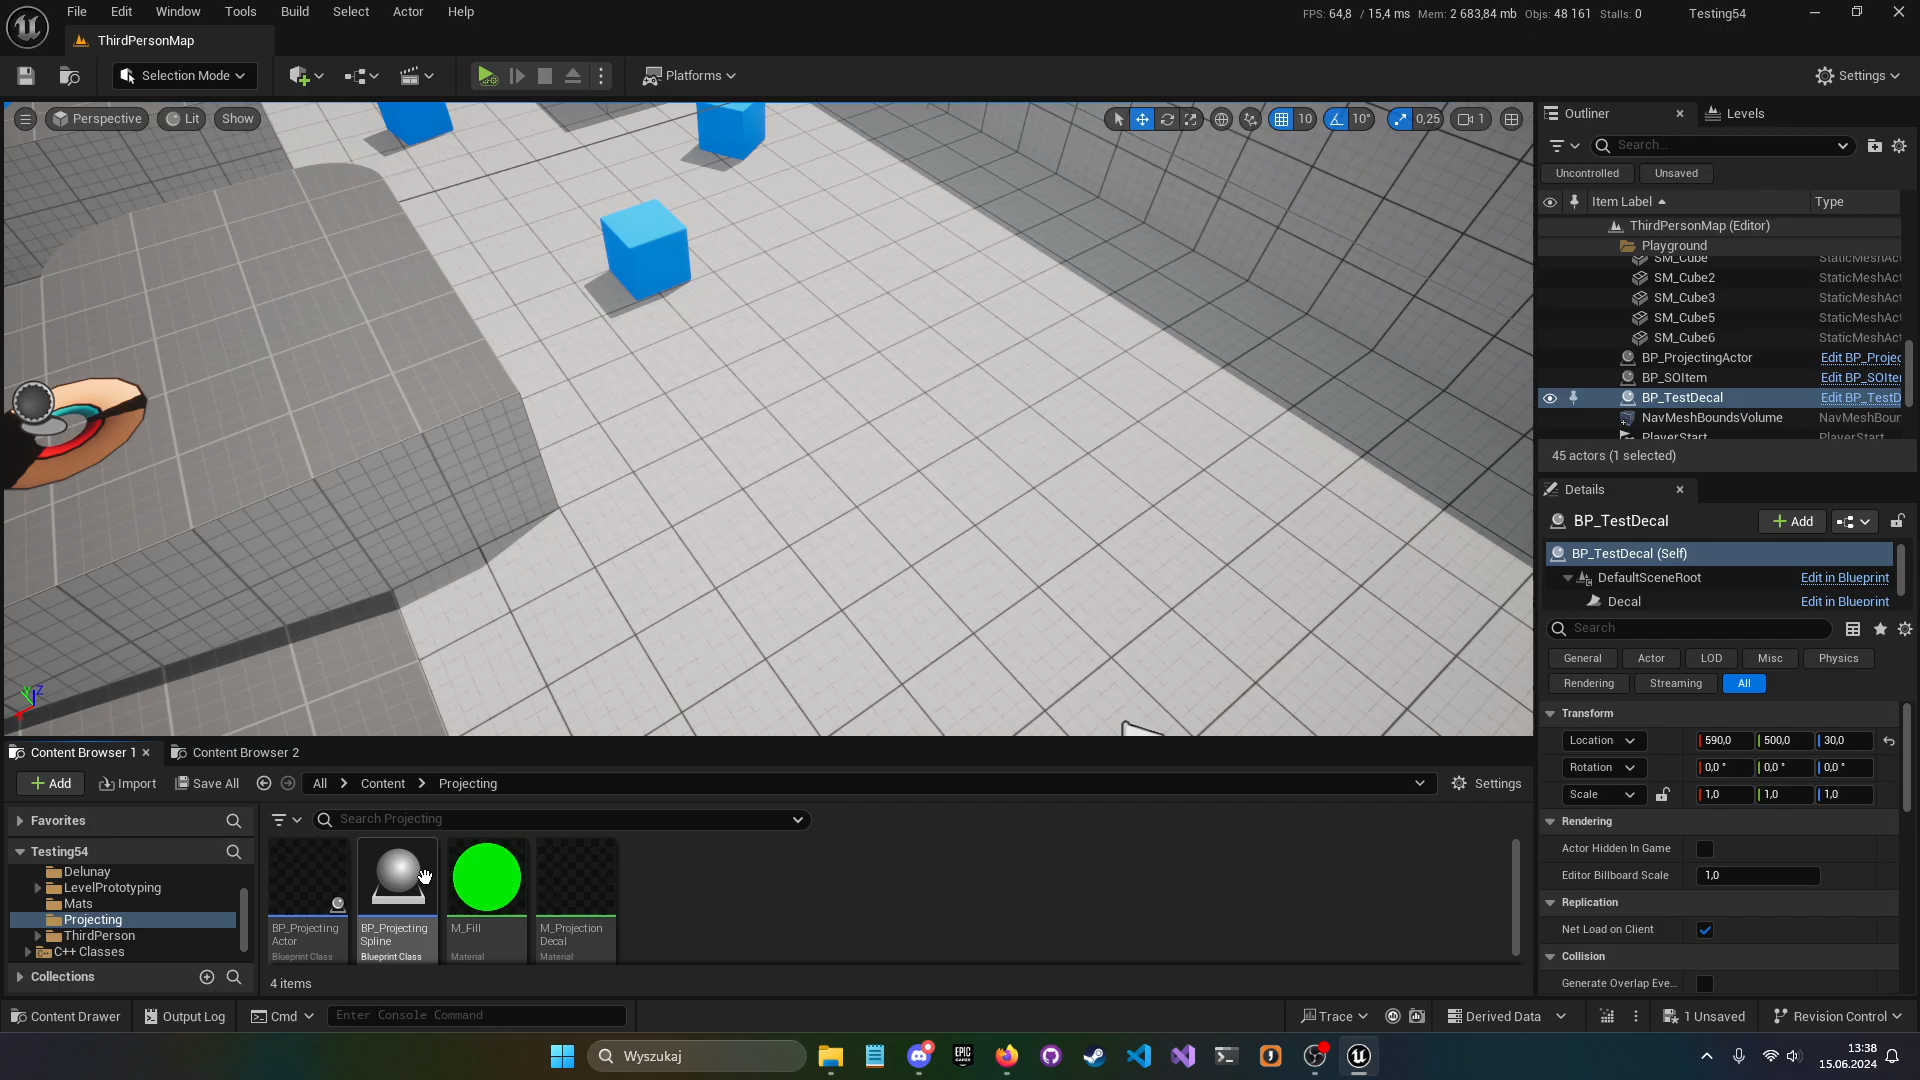 File Edit Window Tools Build Select Actor Help
FPS: 64,8 / 15,4 ms Mem: 2 683,84 mb Objs: 48 161 Stalls: 0
Testing54
ThirdPersonMap
Selection Mode
Platforms
Settings
Perspective Lit Show
10 10° 0,25 1
Outliner Levels
Search...
Uncontrolled Unsaved
Item Label Type
ThirdPersonMap (Editor)
Playground
SM_Cube StaticMeshAct
SM_Cube2 StaticMeshAct
SM_Cube3 StaticMeshAct
SM_Cube5 StaticMeshAct
SM_Cube6 StaticMeshAct
BP_ProjectingActor Edit BP_Projec
BP_SOItem Edit BP_SOIte
BP_TestDecal Edit BP_TestD
NavMeshBoundsVolume NavMeshBoun
PlayerStart PlayerStart
45 actors (1 selected)
Details
BP_TestDecal
Add
BP_TestDecal (Self)
DefaultSceneRoot Edit in Blueprint
Decal Edit in Blueprint
Search
General Actor LOD Misc Physics
Rendering Streaming All
Transform
Location 590,0 500,0 30,0
Rotation 0,0 ° 0,0 ° 0,0 °
Scale 1,0 1,0 1,0
Rendering
Actor Hidden In Game
Editor Billboard Scale 1,0
Replication
Net Load on Client
Collision
Generate Overlap Eve...
Content Browser 1 Content Browser 2
Add Import Save All All Content Projecting Settings
Favorites
Testing54
Delunay
LevelPrototyping
Mats
Projecting
ThirdPerson
C++ Classes
Collections
Search Projecting
BP_Projecting
Actor
Blueprint Class
BP_Projecting
Spline
Blueprint Class
M_Fill
Material
M_Projection
Decal
Material
4 items
Content Drawer Output Log Cmd Enter Console Command
Trace Derived Data 1 Unsaved Revision Control
Wyszukaj
EPIC
GAMES
13:38
15.06.2024